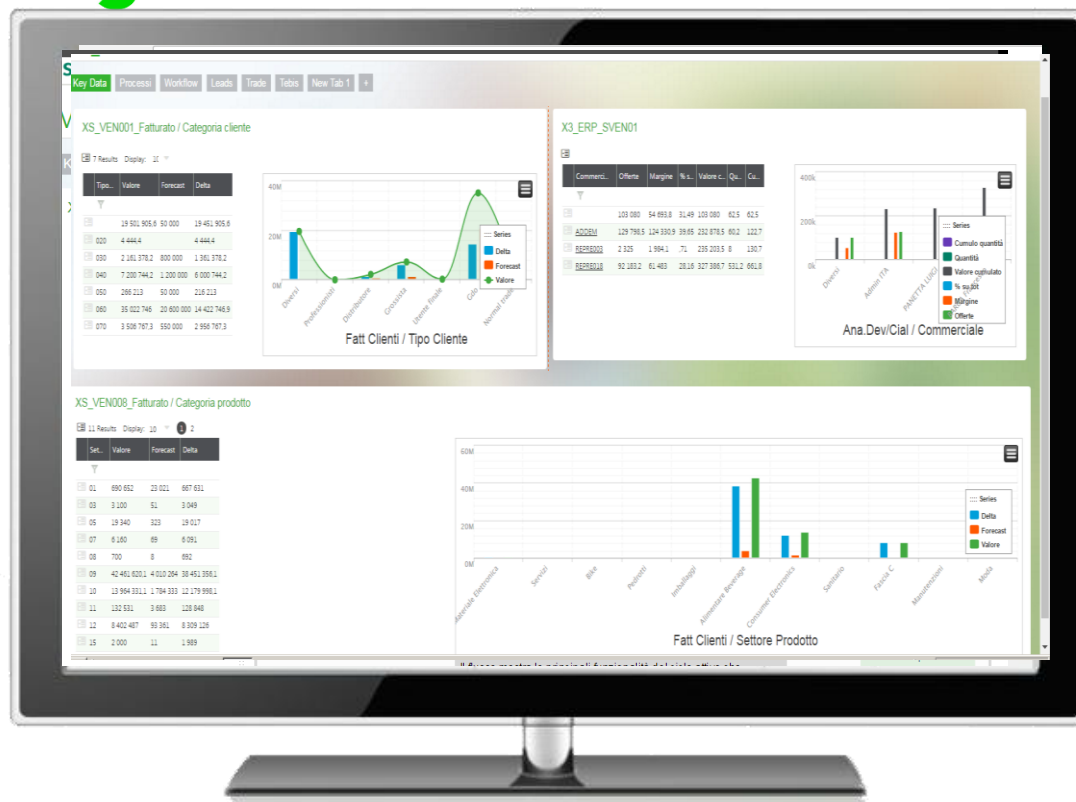 Key Data Processi Workflow Leads Trade Tebis New Tab 1 +
XS_VEN001_Fatturato / Categoria cliente
7 Results Display: 10
Tipo... Valore Forecast Delta
19 501 905,6 50 000 19 451 905,6
020 4 444,4 4 444,4
030 2 161 378,2 800 000 1 361 378,2
040 7 200 744,2 1 200 000 6 000 744,2
050 266 213 50 000 216 213
060 35 022 746 20 600 000 14 422 746,9
070 3 506 767,3 550 000 2 956 767,3
40M
20M
0M
Series
Delta
Forecast
Valore
Diversi
Professionisti
Distributore
Grossista
Utente finale
Gdo
Normal trade
Fatt Clienti / Tipo Cliente
X3_ERP_SVEN01
Commerci... Offerte Margine % s... Valore c... Qu... Cu...
103 080 54 693,8 31,49 103 080 62,5 62,5
ADDEM 129 798,5 124 330,9 39,65 232 878,5 60,2 122,7
REPRE003 2 325 1 984,1 ,71 235 203,5 8 130,7
REPRE018 92 183,2 61 483 28,16 327 386,7 531,2 661,8
400k
200k
0k
Series
Cumulo quantità
Quantità
Valore cumulato
% su tot
Margine
Offerte
Diversi
Admin ITA
PANETTA LUIGI
Ana.Dev/Cial / Commerciale
XS_VEN008_Fatturato / Categoria prodotto
11 Results Display: 10 1 2
Set... Valore Forecast Delta
01 690 652 23 021 667 631
03 3 100 51 3 049
05 19 340 323 19 017
07 6 160 69 6 091
08 700 8 692
09 42 461 620,1 4 010 264 38 451 358,1
10 13 964 331,1 1 784 333 12 179 998,1
11 132 531 3 683 128 848
12 8 402 487 93 361 8 309 126
15 2 000 11 1 989
60M
40M
20M
0M
Series
Delta
Forecast
Valore
Materiale Elettronica
Servizi
Bike
Pedrotti
Imballaggi
Alimentare Beverage
Consumer Electronics
Sanitario
Fascia C
Manutenzioni
Moda
Fatt Clienti / Settore Prodotto